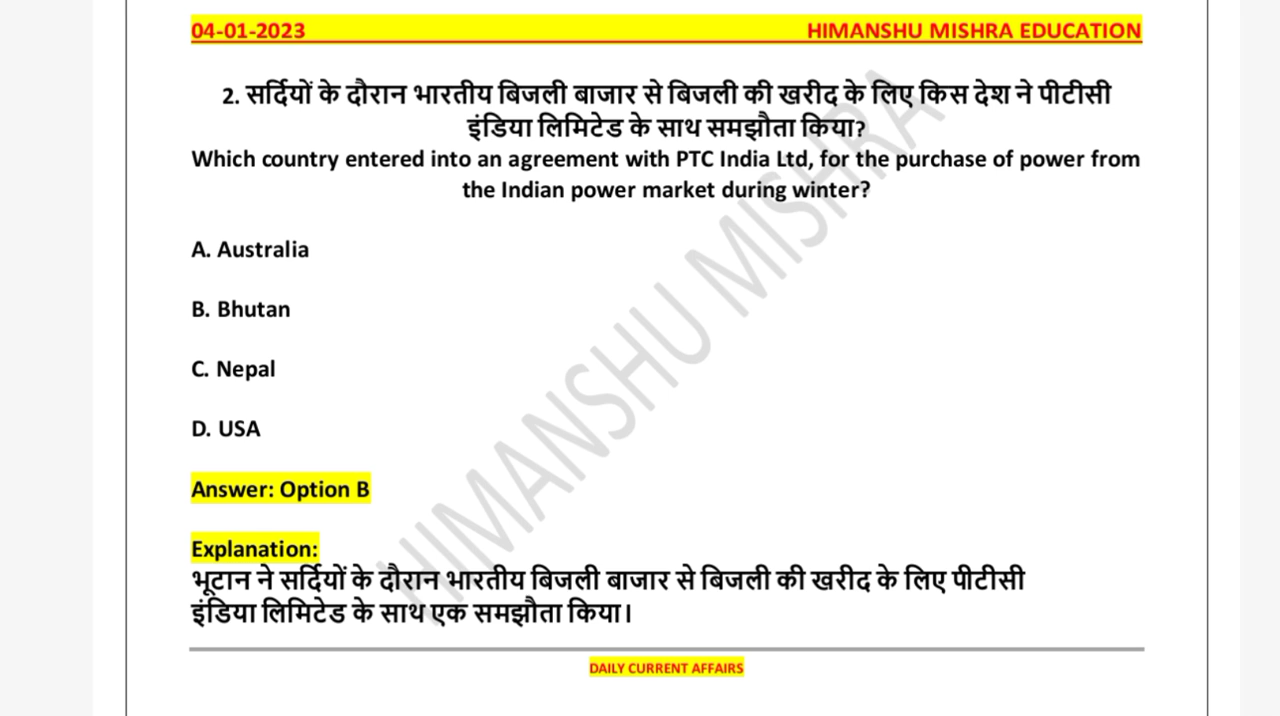 04-01-2023 HIMANSHU MISHRA EDUCATION
2. सर्दियों के दौरान भारतीय बिजली बाजार से बिजली की खरीद के लिए किस देश ने पीटीसी
इंडिया लिमिटेड के साथ समझौता किया?
Which country entered into an agreement with PTC India Ltd, for the purchase of power from
the Indian power market during winter?
A. Australia
B. Bhutan
C. Nepal
D. USA
Answer: Option B
Explanation:
भूटान ने सर्दियों के दौरान भारतीय बिजली बाजार से बिजली की खरीद के लिए पीटीसी
इंडिया लिमिटेड के साथ एक समझौता किया।
DAILY CURRENT AFFAIRS
HIMANSHU MISHRA